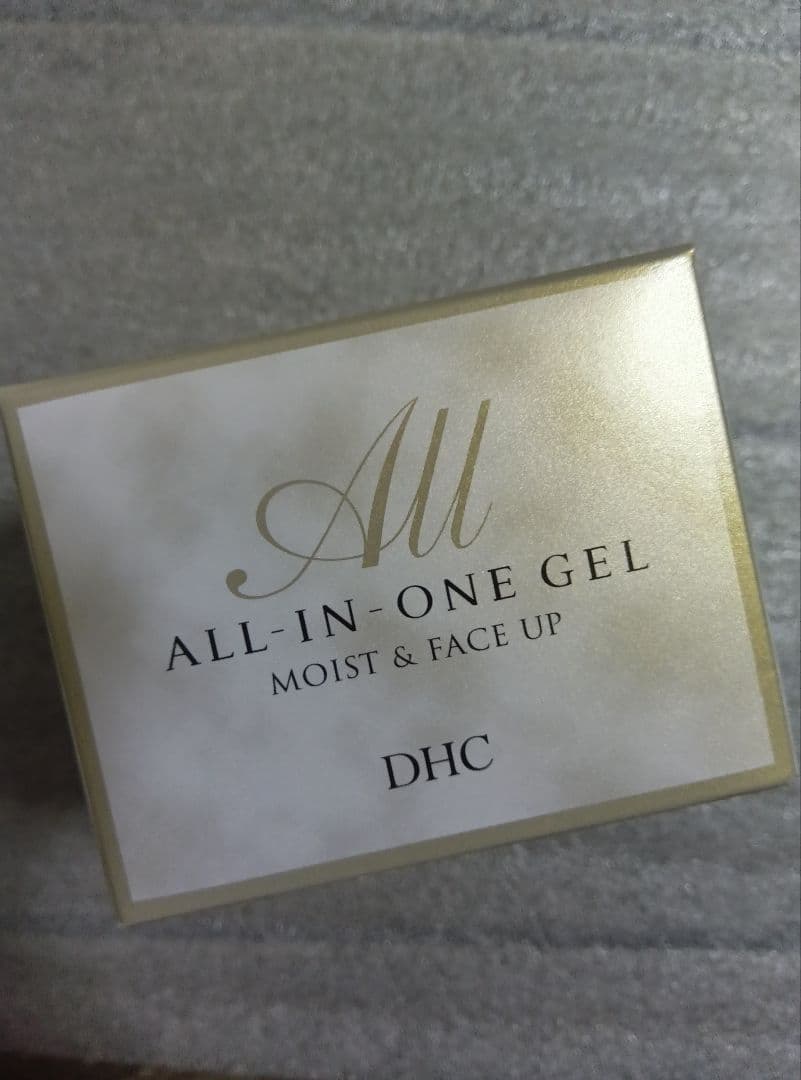 All
ALL-IN-ONE GEL
MOIST & FACE UP
DHC